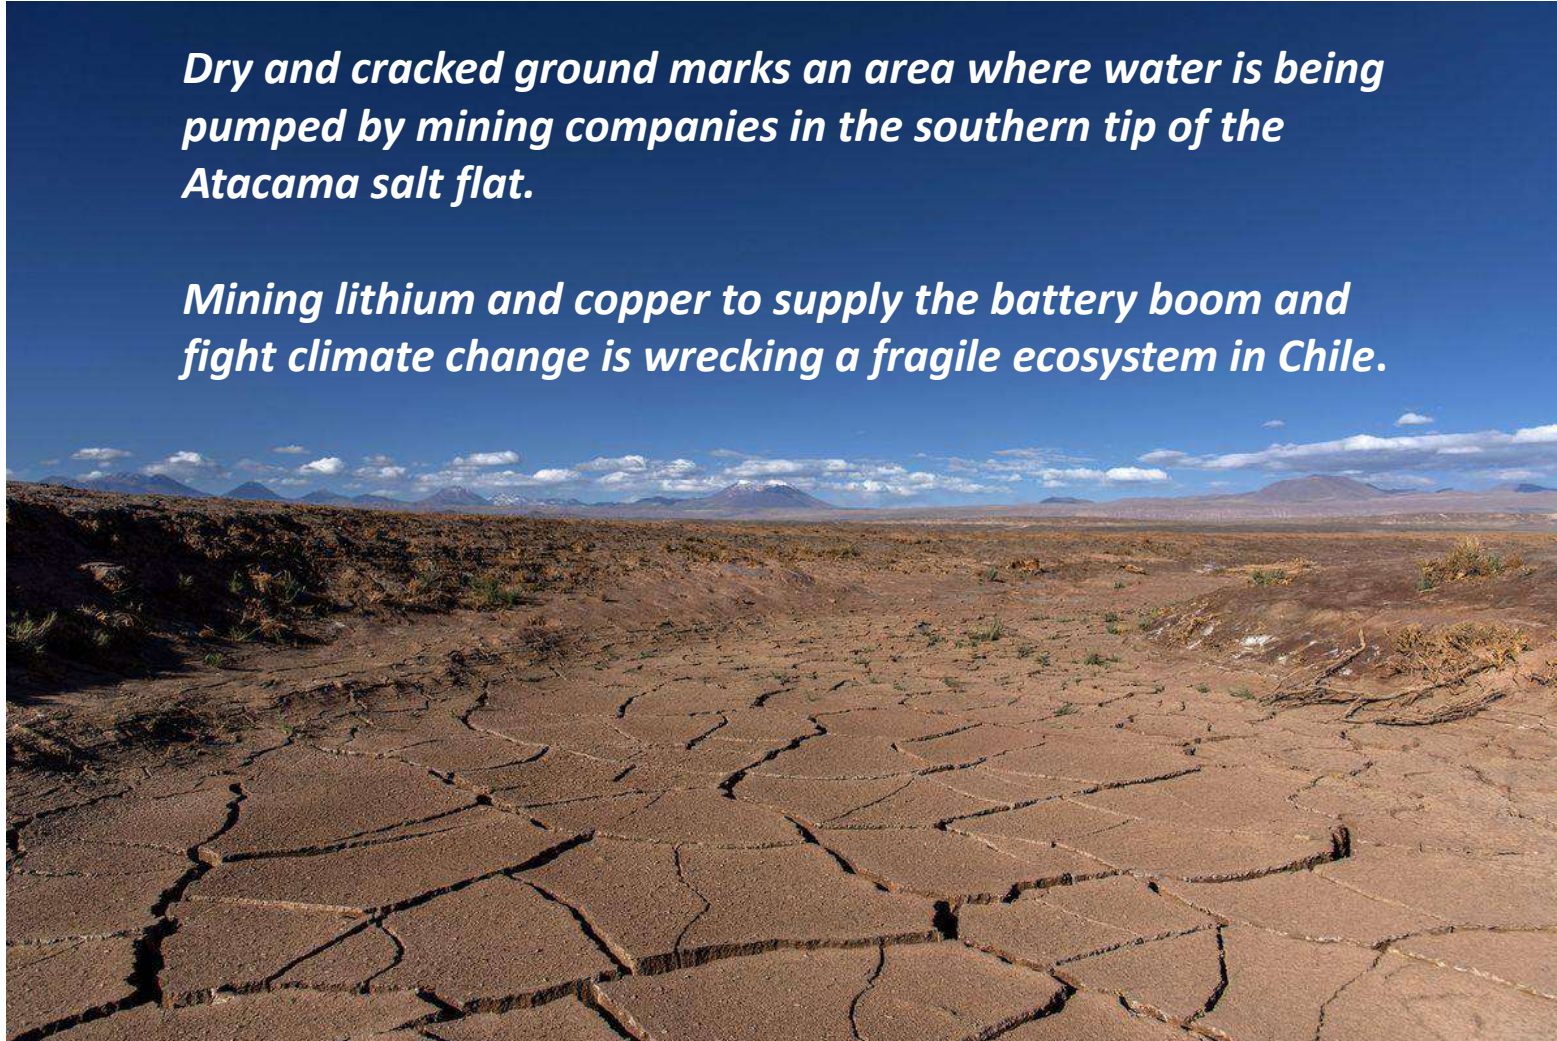 Dry and cracked ground marks an area where water is being
pumped by mining companies in the southern tip of the
Atacama salt flat.
Mining lithium and copper to supply the battery boom and
fight climate change is wrecking a fragile ecosystem in Chile.